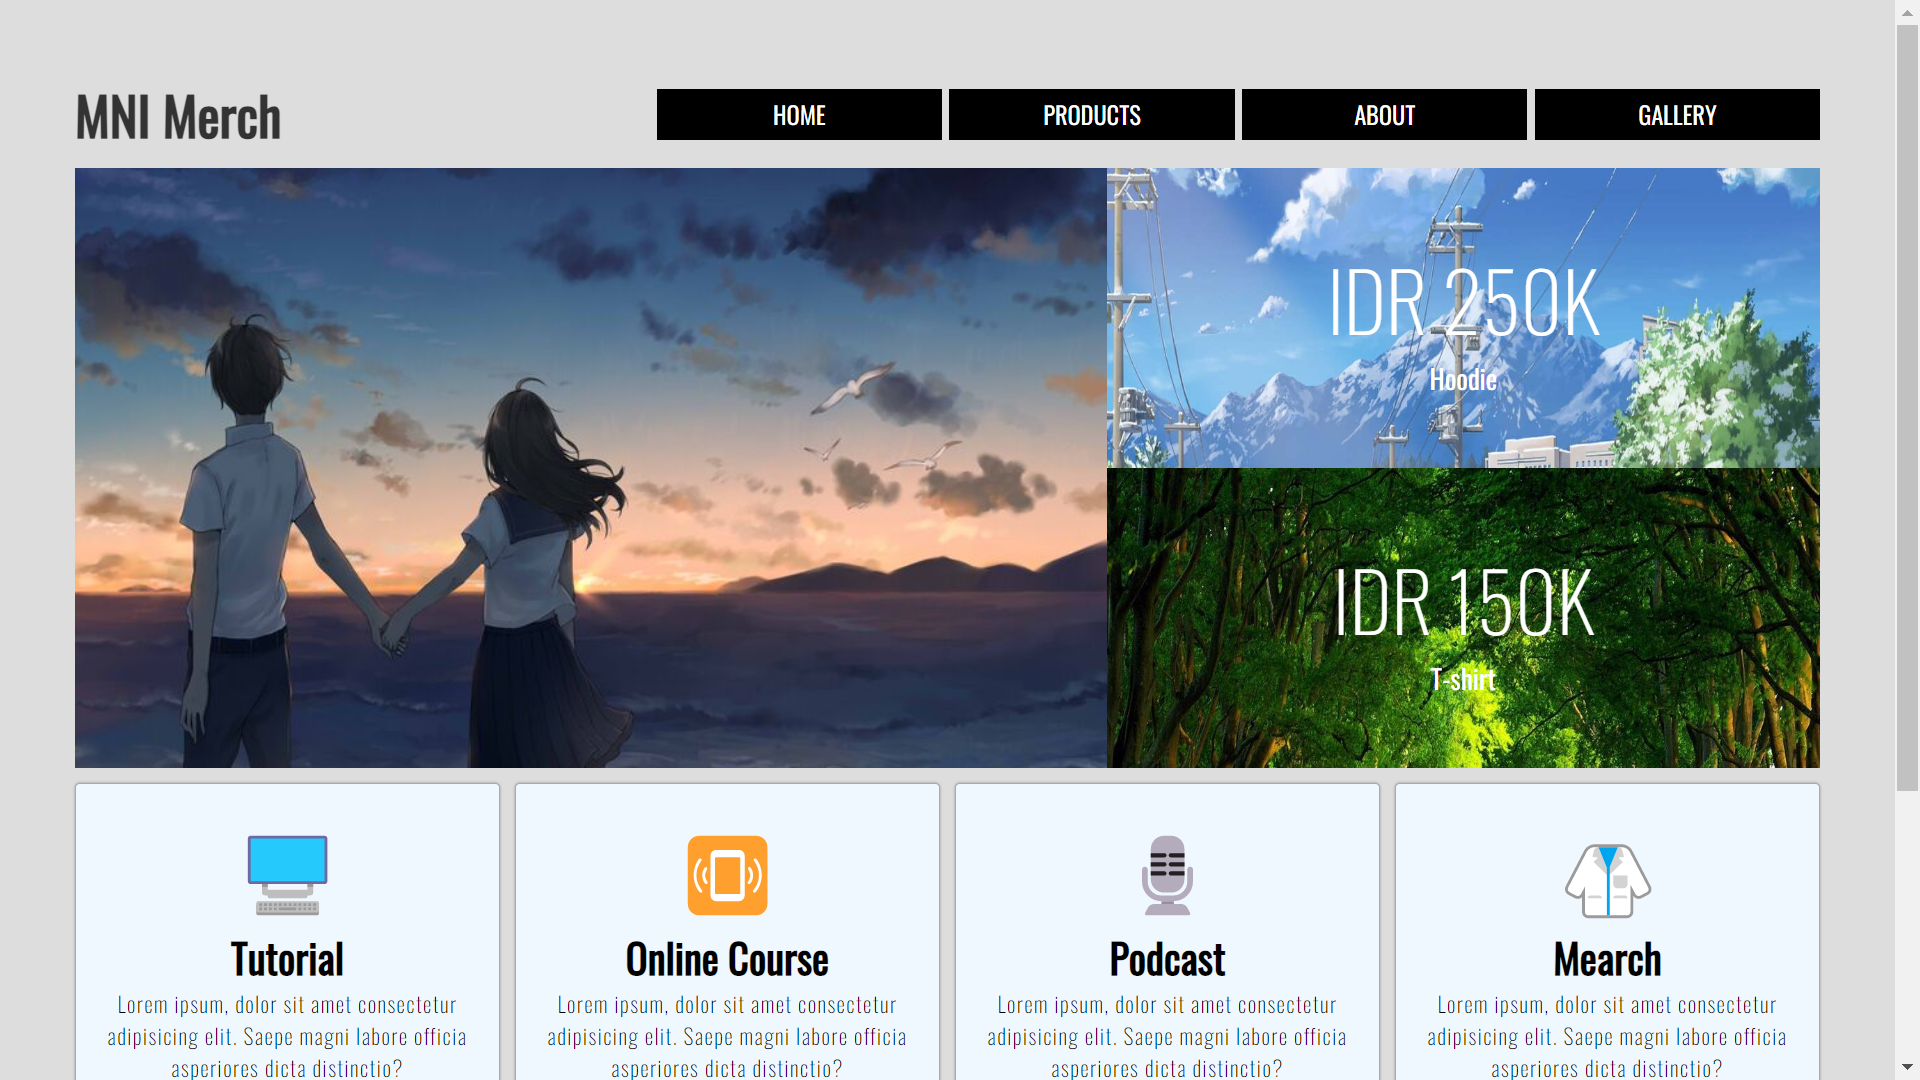 MNI Merch
HOME
PRODUCTS
ABOUT
GALLERY
IDR 250K
Hoodie
IDR 150K
T-shirt
Tutorial
Lorem ipsum, dolor sit amet consectetur
adipisicing elit. Saepe magni labore officia
asperiores dicta distinctio?
Online Course
Lorem ipsum, dolor sit amet consectetur
adipisicing elit. Saepe magni labore officia
asperiores dicta distinctio?
Podcast
Lorem ipsum, dolor sit amet consectetur
adipisicing elit. Saepe magni labore officia
asperiores dicta distinctio?
Mearch
Lorem ipsum, dolor sit amet consectetur
adipisicing elit. Saepe magni labore officia
asperiores dicta distinctio?